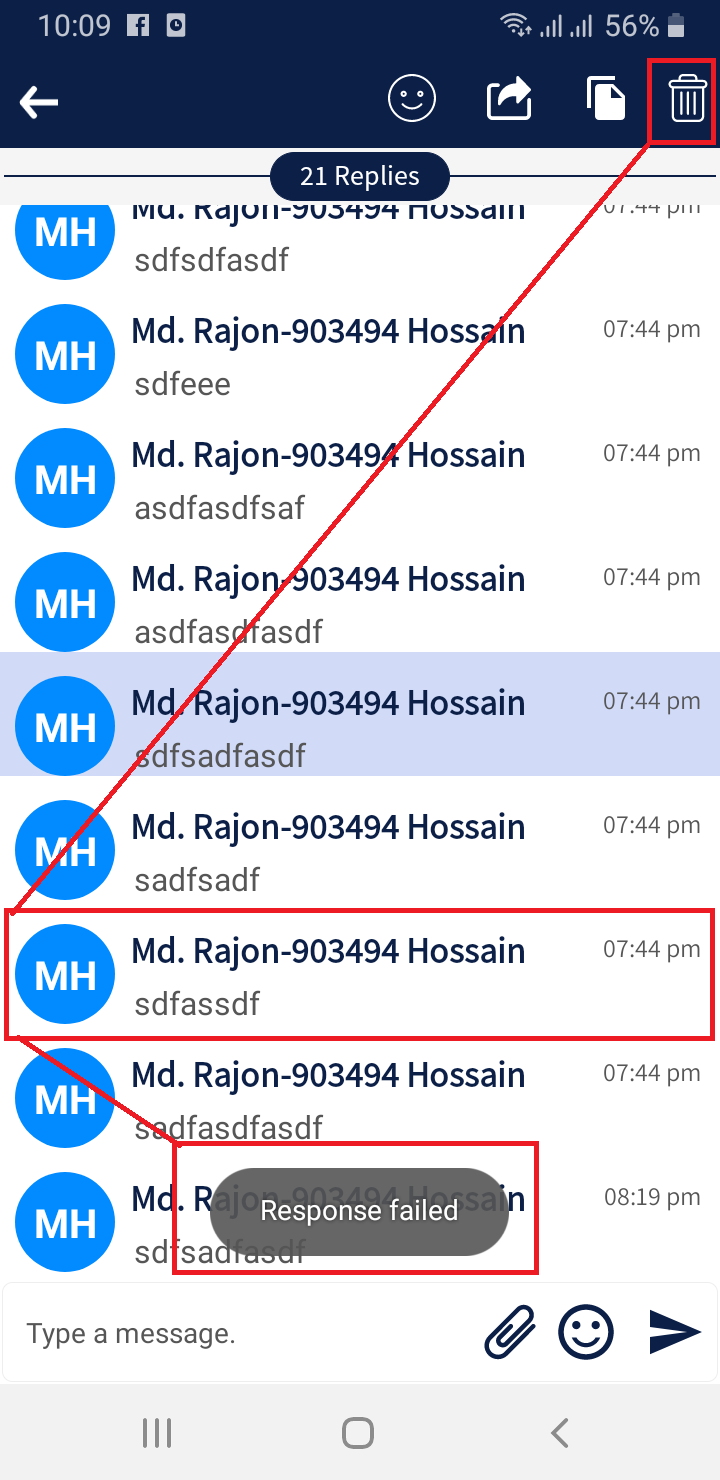 10:09
56%
21 Replies
MH
Md. Rajon-903494 Hossain
07:44 pm
sdfsdfasdf
MH
Md. Rajon-903494 Hossain
07:44 pm
sdfeee
MH
Md. Rajon-903494 Hossain
07:44 pm
asdfasdfsaf
MH
Md. Rajon-903494 Hossain
07:44 pm
asdfasdfasdf
MH
Md. Rajon-903494 Hossain
07:44 pm
sdfsadfasdf
MH
Md. Rajon-903494 Hossain
07:44 pm
sadfsadf
MH
Md. Rajon-903494 Hossain
07:44 pm
sdfassdf
MH
Md. Rajon-903494 Hossain
07:44 pm
sadfasdfasdf
MH
Md. Rajon-903494 Hossain
08:19 pm
Response failed
sdfsadfasdf
Type a message.